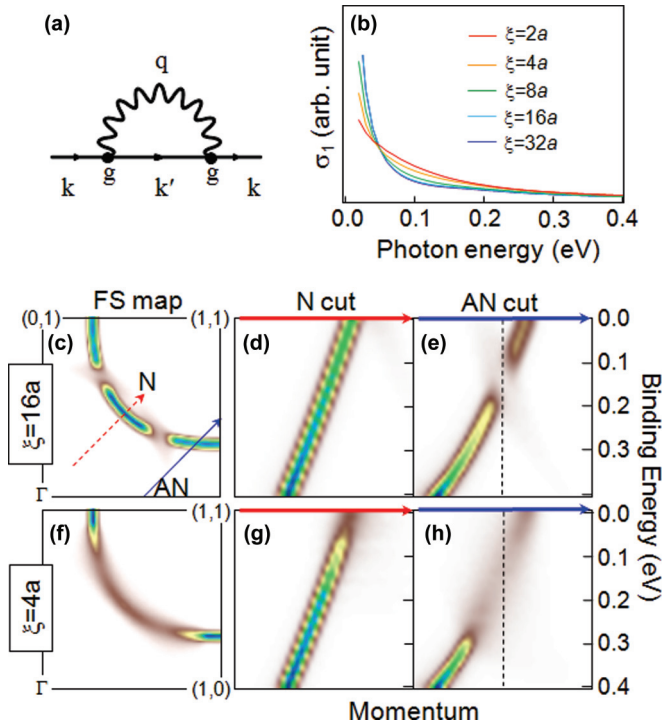 (a)
q
g
g
k
k'
k
(b)
σ1 (arb. unit)
ξ=2a
ξ=4a
ξ=8a
ξ=16a
ξ=32a
0.0 0.1 0.2 0.3 0.4
Photon energy (eV)
FS map
N cut
AN cut
(0,1)
(1,1)
(c)
N
AN
Γ
ξ=16a
(d)
(e)
0.0
0.1
0.2
0.3
(f)
(1,1)
Γ
(1,0)
ξ=4a
(g)
(h)
0.0
0.1
0.2
0.3
0.4
Binding Energy (eV)
Momentum